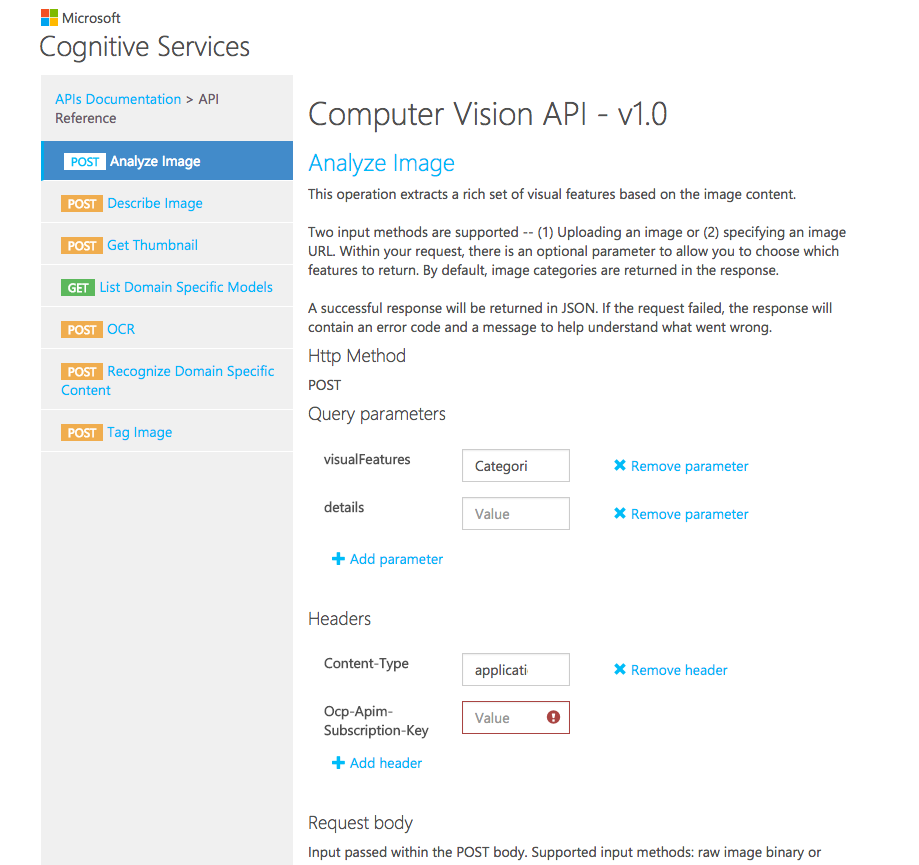 Microsoft
Cognitive Services
APIs Documentation > API
Reference
POST Analyze Image
POST Describe Image
POST Get Thumbnail
GET List Domain Specific Models
POST OCR
POST Recognize Domain Specific
Content
POST Tag Image
Computer Vision API - v1.0
Analyze Image
This operation extracts a rich set of visual features based on the image content.
Two input methods are supported -- (1) Uploading an image or (2) specifying an image
URL. Within your request, there is an optional parameter to allow you to choose which
features to return. By default, image categories are returned in the response.
A successful response will be returned in JSON. If the request failed, the response will
contain an error code and a message to help understand what went wrong.
Http Method
POST
Query parameters
visualFeatures Categori Remove parameter
details Value Remove parameter
Add parameter
Headers
Content-Type applicati Remove header
Ocp-Apim-
Subscription-Key Value
Add header
Request body
Input passed within the POST body. Supported input methods: raw image binary or